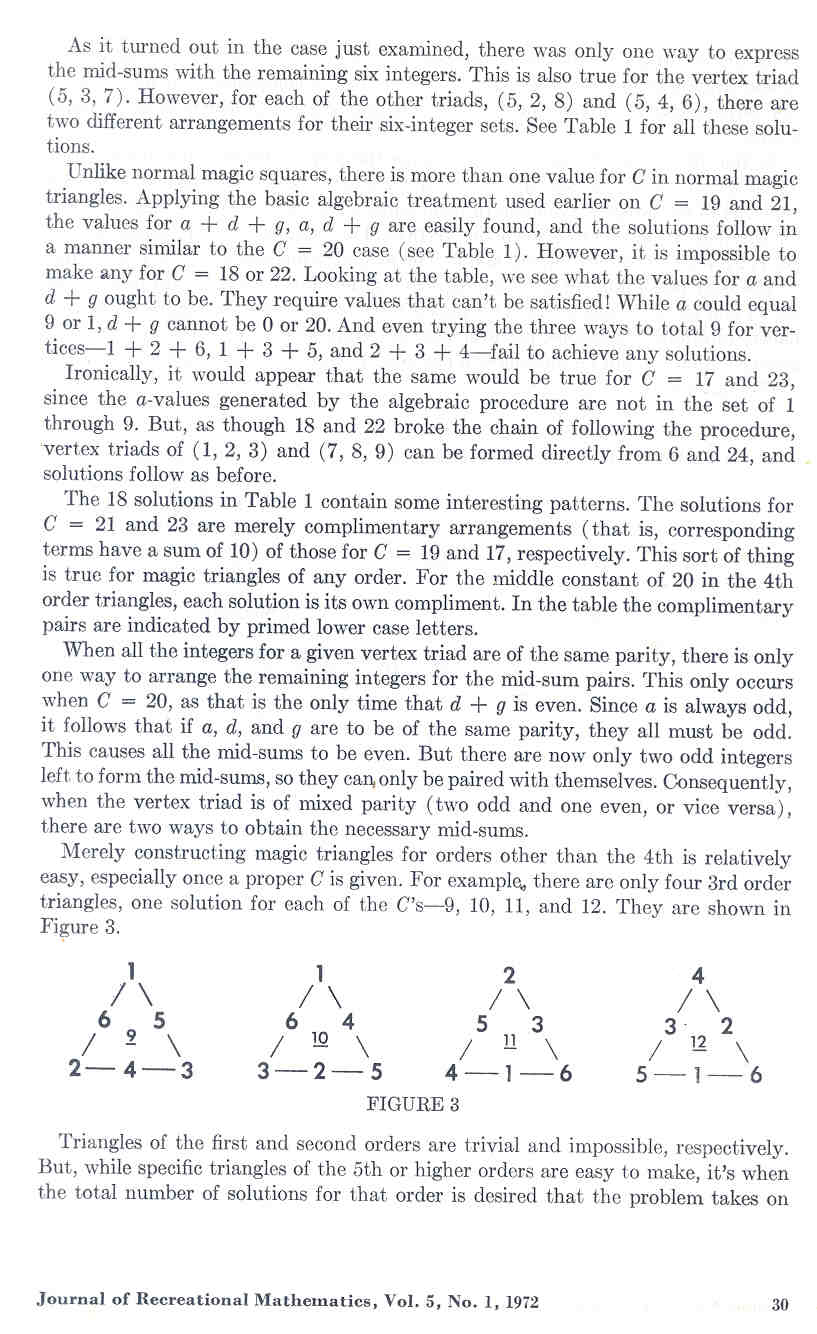 As it turned out in the case just examined, there was only one way to express
the mid-sums with the remaining six integers. This is also true for the vertex triad
(5, 3, 7). However, for each of the other triads, (5, 2, 8) and (5, 4, 6), there are
two different arrangements for their six-integer sets. See Table 1 for all these solu-
tions.
Unlike normal magic squares, there is more than one value for C in normal magic
triangles. Applying the basic algebraic treatment used earlier on C = 19 and 21,
the values for a + d + g, a, d + g are easily found, and the solutions follow in
a manner similar to the C = 20 case (see Table 1). However, it is impossible to
make any for C = 18 or 22. Looking at the table, we see what the values for a and
d + g ought to be. They require values that can't be satisfied! While a could equal
9 or 1, d + g cannot be 0 or 20. And even trying the three ways to total 9 for ver-
tices—1 + 2 + 6, 1 + 3 + 5, and 2 + 3 + 4—fail to achieve any solutions.
Ironically, it would appear that the same would be true for C = 17 and 23,
since the a-values generated by the algebraic procedure are not in the set of 1
through 9. But, as though 18 and 22 broke the chain of following the procedure,
vertex triads of (1, 2, 3) and (7, 8, 9) can be formed directly from 6 and 24, and
solutions follow as before.
The 18 solutions in Table 1 contain some interesting patterns. The solutions for
C = 21 and 23 are merely complimentary arrangements (that is, corresponding
terms have a sum of 10) of those for C = 19 and 17, respectively. This sort of thing
is true for magic triangles of any order. For the middle constant of 20 in the 4th
order triangles, each solution is its own compliment. In the table the complimentary
pairs are indicated by primed lower case letters.
When all the integers for a given vertex triad are of the same parity, there is only
one way to arrange the remaining integers for the mid-sum pairs. This only occurs
when C = 20, as that is the only time that d + g is even. Since a is always odd,
it follows that if a, d, and g are to be of the same parity, they all must be odd.
This causes all the mid-sums to be even. But there are now only two odd integers
left to form the mid-sums, so they can only be paired with themselves. Consequently,
when the vertex triad is of mixed parity (two odd and one even, or vice versa),
there are two ways to obtain the necessary mid-sums.
Merely constructing magic triangles for orders other than the 4th is relatively
easy, especially once a proper C is given. For example, there are only four 3rd order
triangles, one solution for each of the C's—9, 10, 11, and 12. They are shown in
Figure 3.
1 1 2 4
6 5 6 4 5 3 3 2
9 10 11 12
2 — 4 — 3 3 — 2 — 5 4 — 1 — 6 5 — 1 — 6
FIGURE 3
Triangles of the first and second orders are trivial and impossible, respectively.
But, while specific triangles of the 5th or higher orders are easy to make, it's when
the total number of solutions for that order is desired that the problem takes on
Journal of Recreational Mathematics, Vol. 5, No. 1, 1972 30